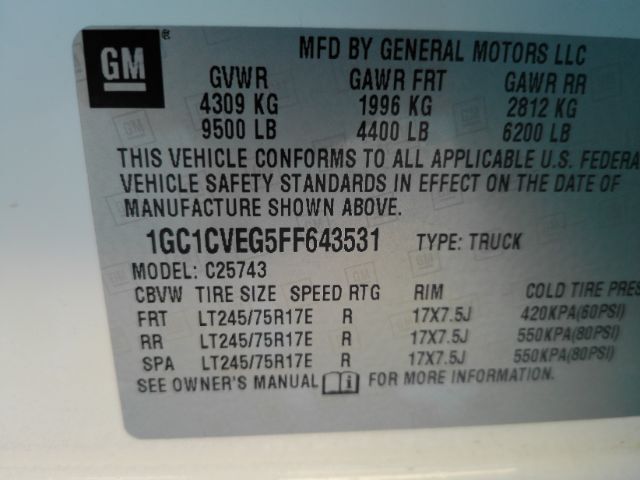 GM ®
MFD BY GENERAL MOTORS LLC
GVWR GAWR FRT GAWR RR
4309 KG 1996 KG 2812 KG
9500 LB 4400 LB 6200 LB
THIS VEHICLE CONFORMS TO ALL APPLICABLE U.S. FEDERA
VEHICLE SAFETY STANDARDS IN EFFECT ON THE DATE OF
MANUFACTURE SHOWN ABOVE.
1GC1CVEG5FF643531 TYPE: TRUCK
MODEL: C25743
CBVW TIRE SIZE SPEED RTG RIM COLD TIRE PRES
FRT LT245/75R17E R 17X7.5J 420KPA(60PSI)
RR LT245/75R17E R 17X7.5J 550KPA(80PSI)
SPA LT245/75R17E R 17X7.5J 550KPA(80PSI)
SEE OWNER'S MANUAL i FOR MORE INFORMATION.